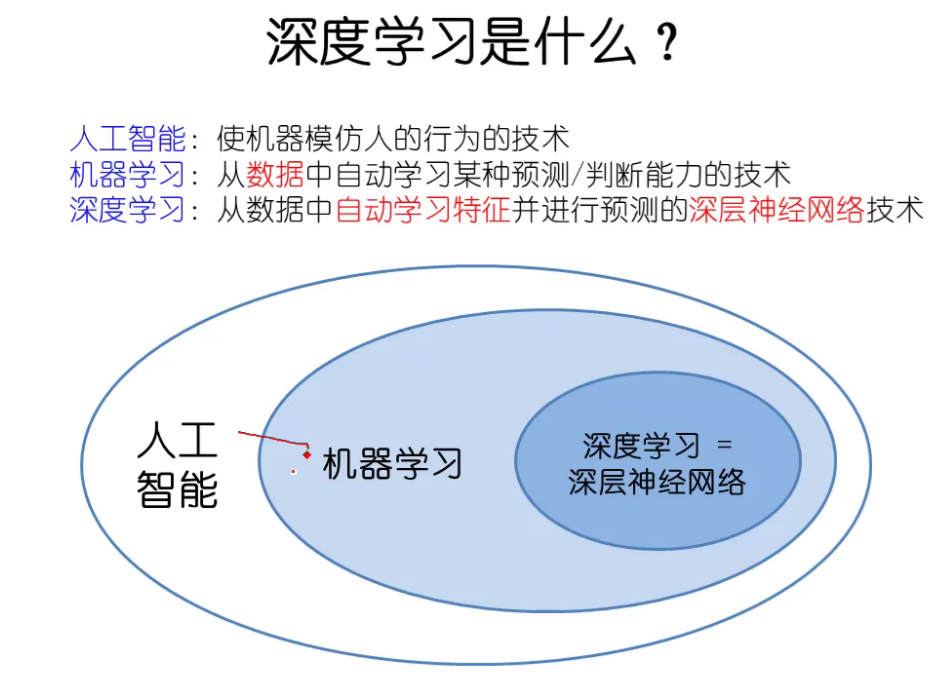 深度学习是什么？
人工智能：使机器模仿人的行为的技术
机器学习：从数据中自动学习某种预测/判断能力的技术
深度学习：从数据中自动学习特征并进行预测的深层神经网络技术
人工
智能
机器学习
深度学习 =
深层神经网络